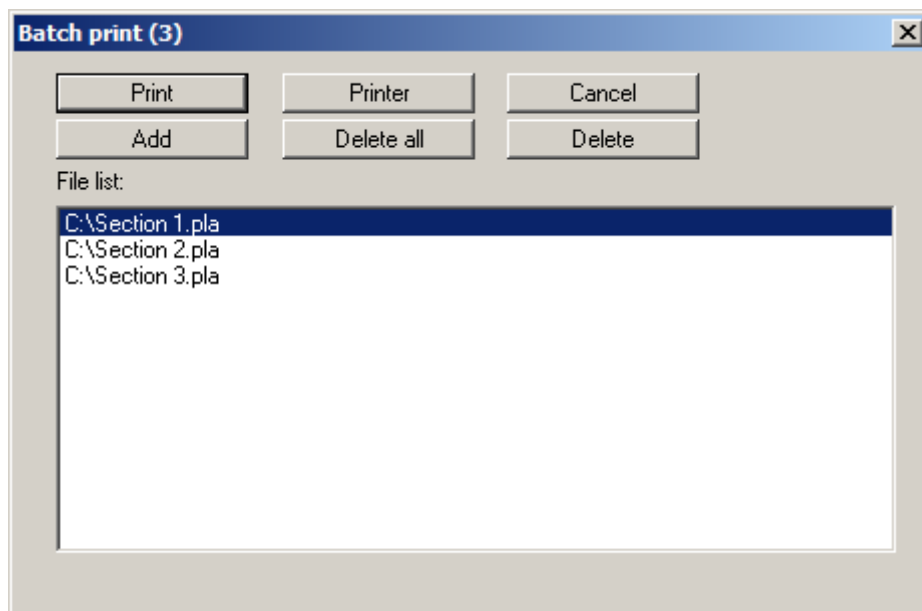 Batch print (3)
Print Printer Cancel
Add Delete all Delete
File list:
C:\Section 1.pla
C:\Section 2.pla
C:\Section 3.pla